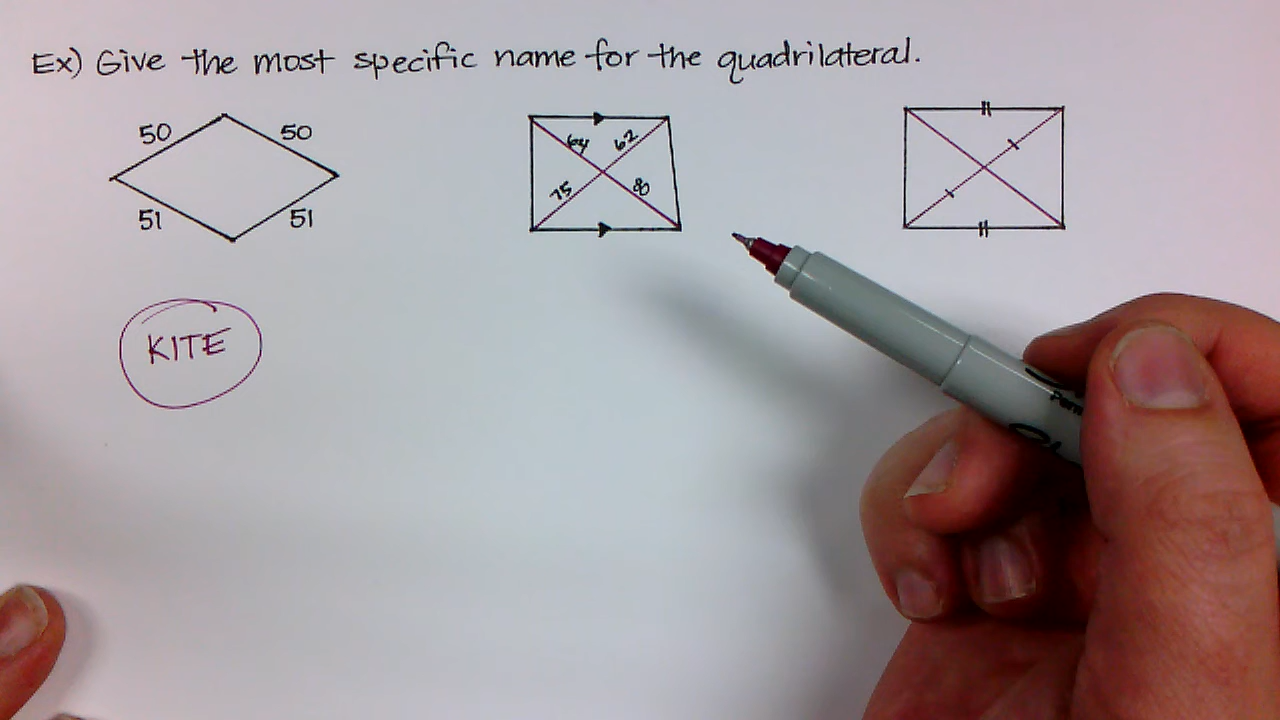 Ex) Give the most specific name for the quadrilateral.
50 50
64 62
75 80
51 51
KITE